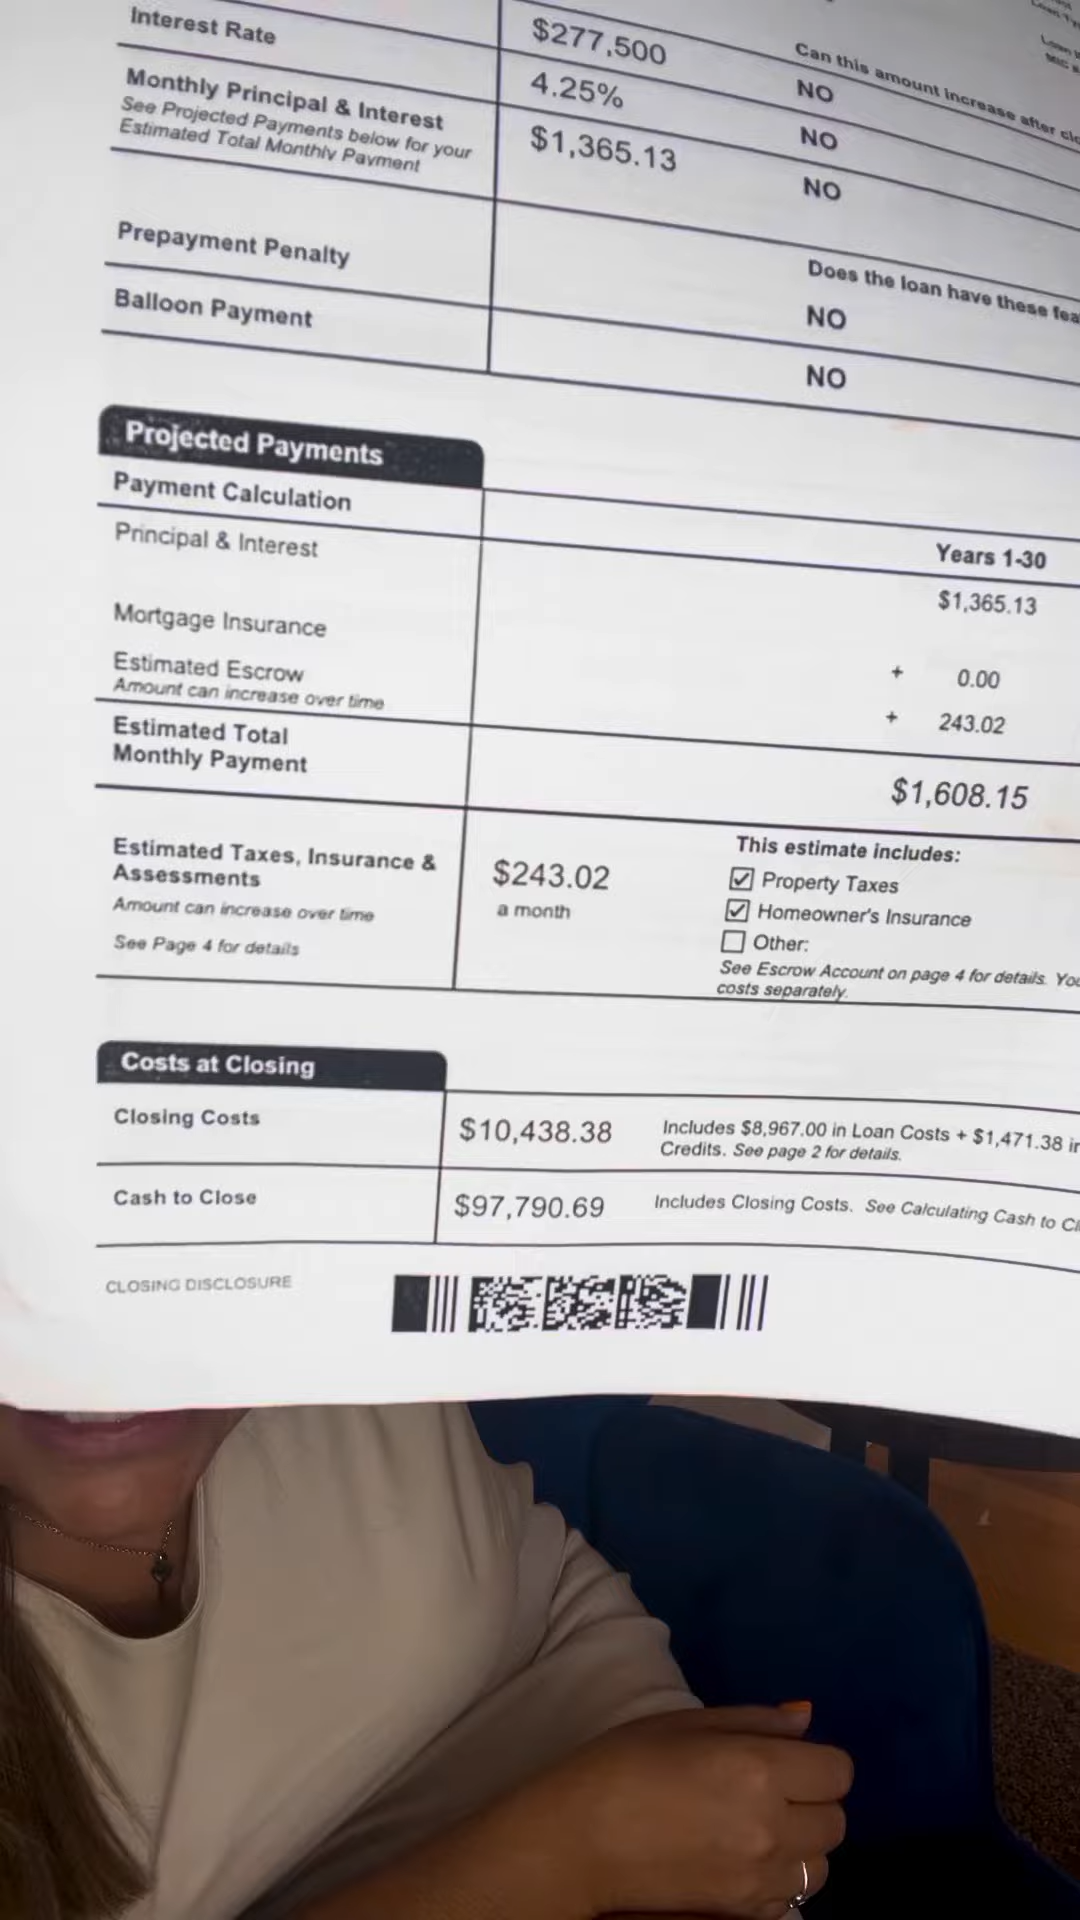 $277,500
Can this amount increase after
NO
Interest Rate
4.25%
NO
Monthly Principal & Interest
See Projected Payments below for your
Estimated Total Monthly Payment
$1,365.13
NO
Does the loan have these
Prepayment Penalty
NO
Balloon Payment
NO
Projected Payments
Payment Calculation
Years 1-30
Principal & Interest
$1,365.13
Mortgage Insurance
+ 0.00
Estimated Escrow
Amount can increase over time
+ 243.02
Estimated Total
Monthly Payment
$1,608.15
Estimated Taxes, Insurance &
Assessments
Amount can increase over time
See Page 4 for details
$243.02
a month
This estimate includes:
Property Taxes
Homeowner's Insurance
Other:
See Escrow Account on page 4 for details.
costs separately.
Costs at Closing
Closing Costs
$10,438.38
Includes $8,967.00 in Loan Costs + $1,471.38
Credits. See page 2 for details.
Cash to Close
$97,790.69
Includes Closing Costs. See Calculating Cash to
CLOSING DISCLOSURE